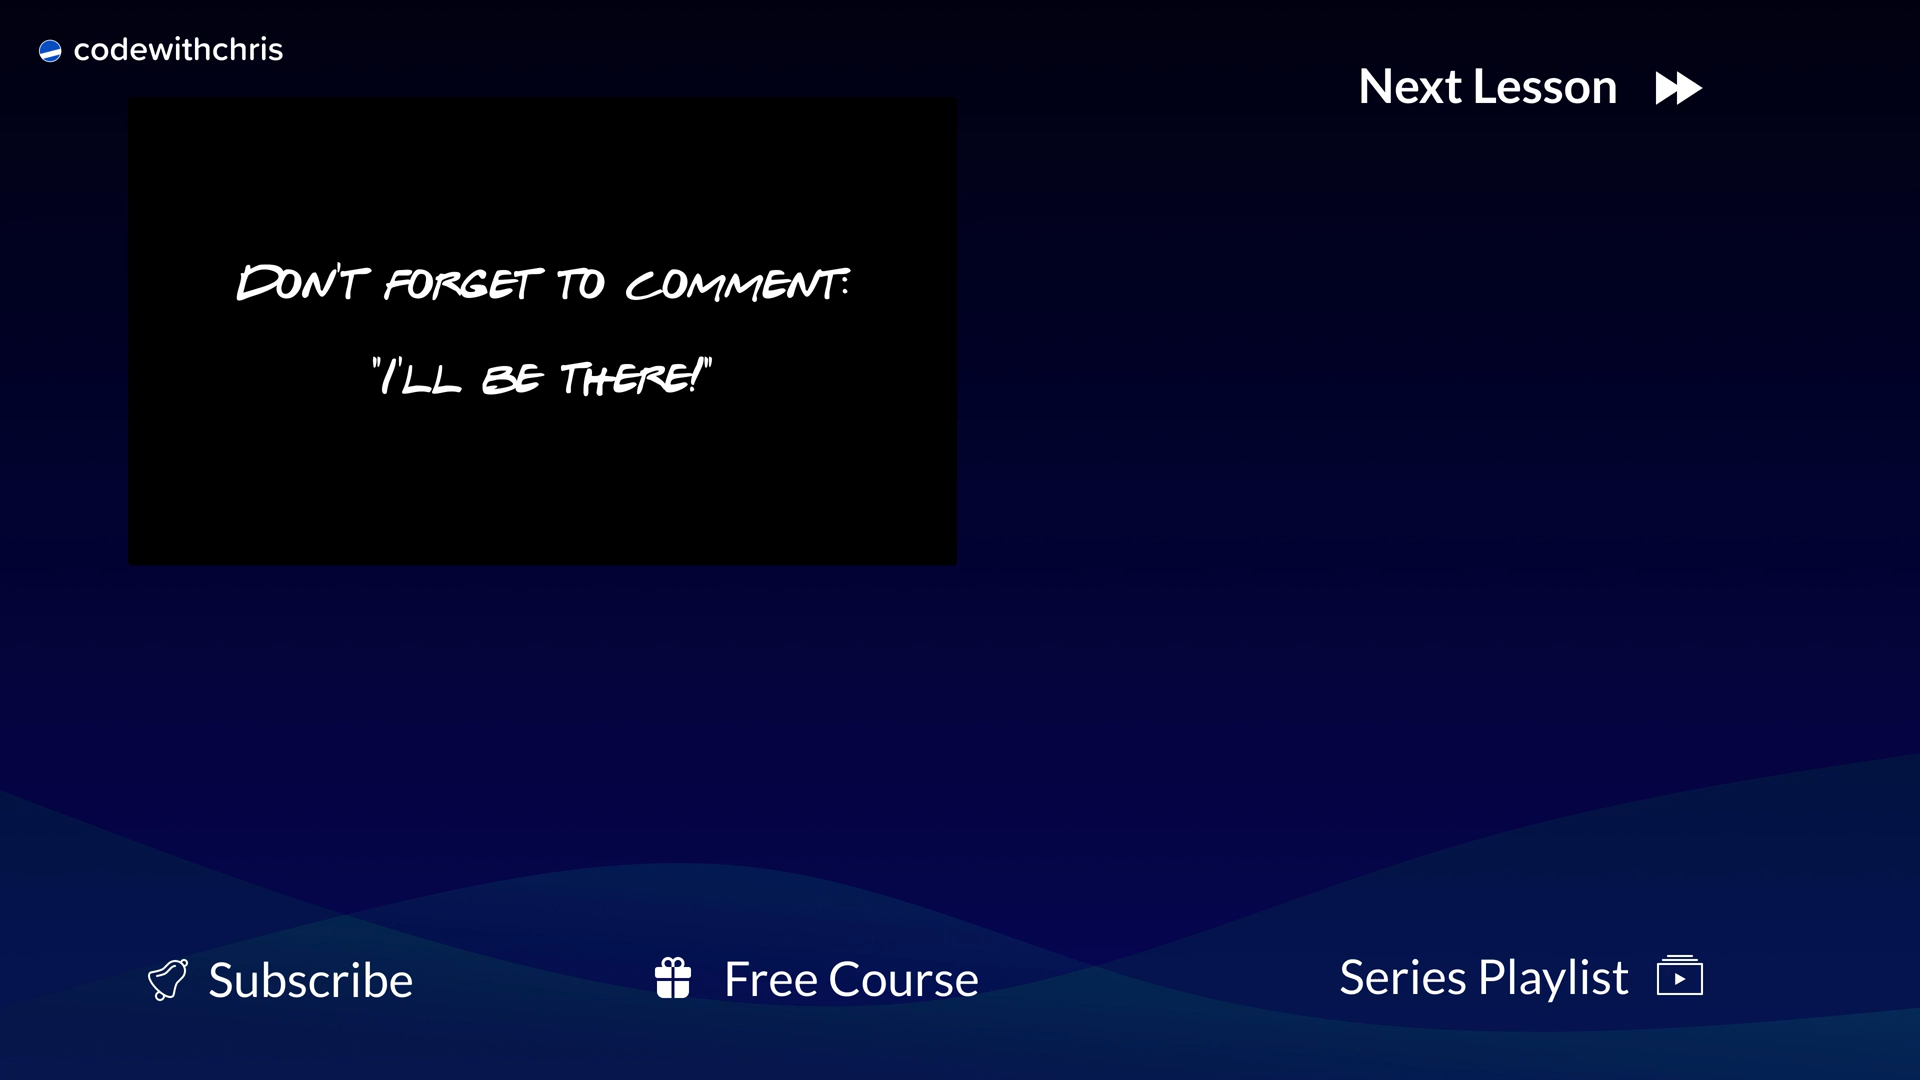 codewithchris
Next Lesson
DON'T FORGET TO COMMENT:
"I'LL BE THERE!"
Subscribe
Free Course
Series Playlist